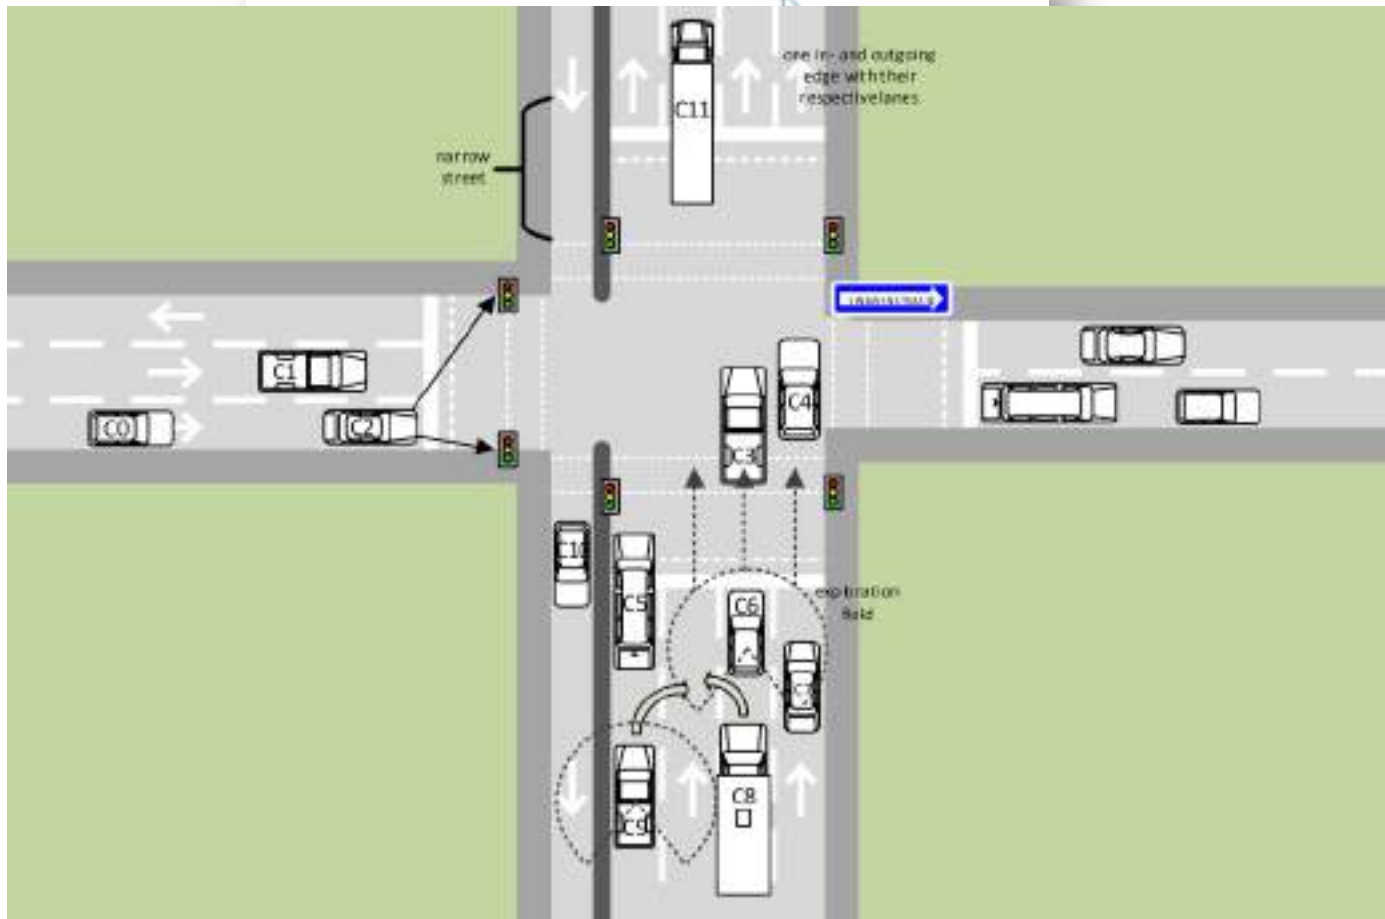 one in- and outgoing
edge with their
respective lanes
C11
narrow
street
C1
C0
C2
C4
C3
C10
C5
C6
exploration
field
C8
C9